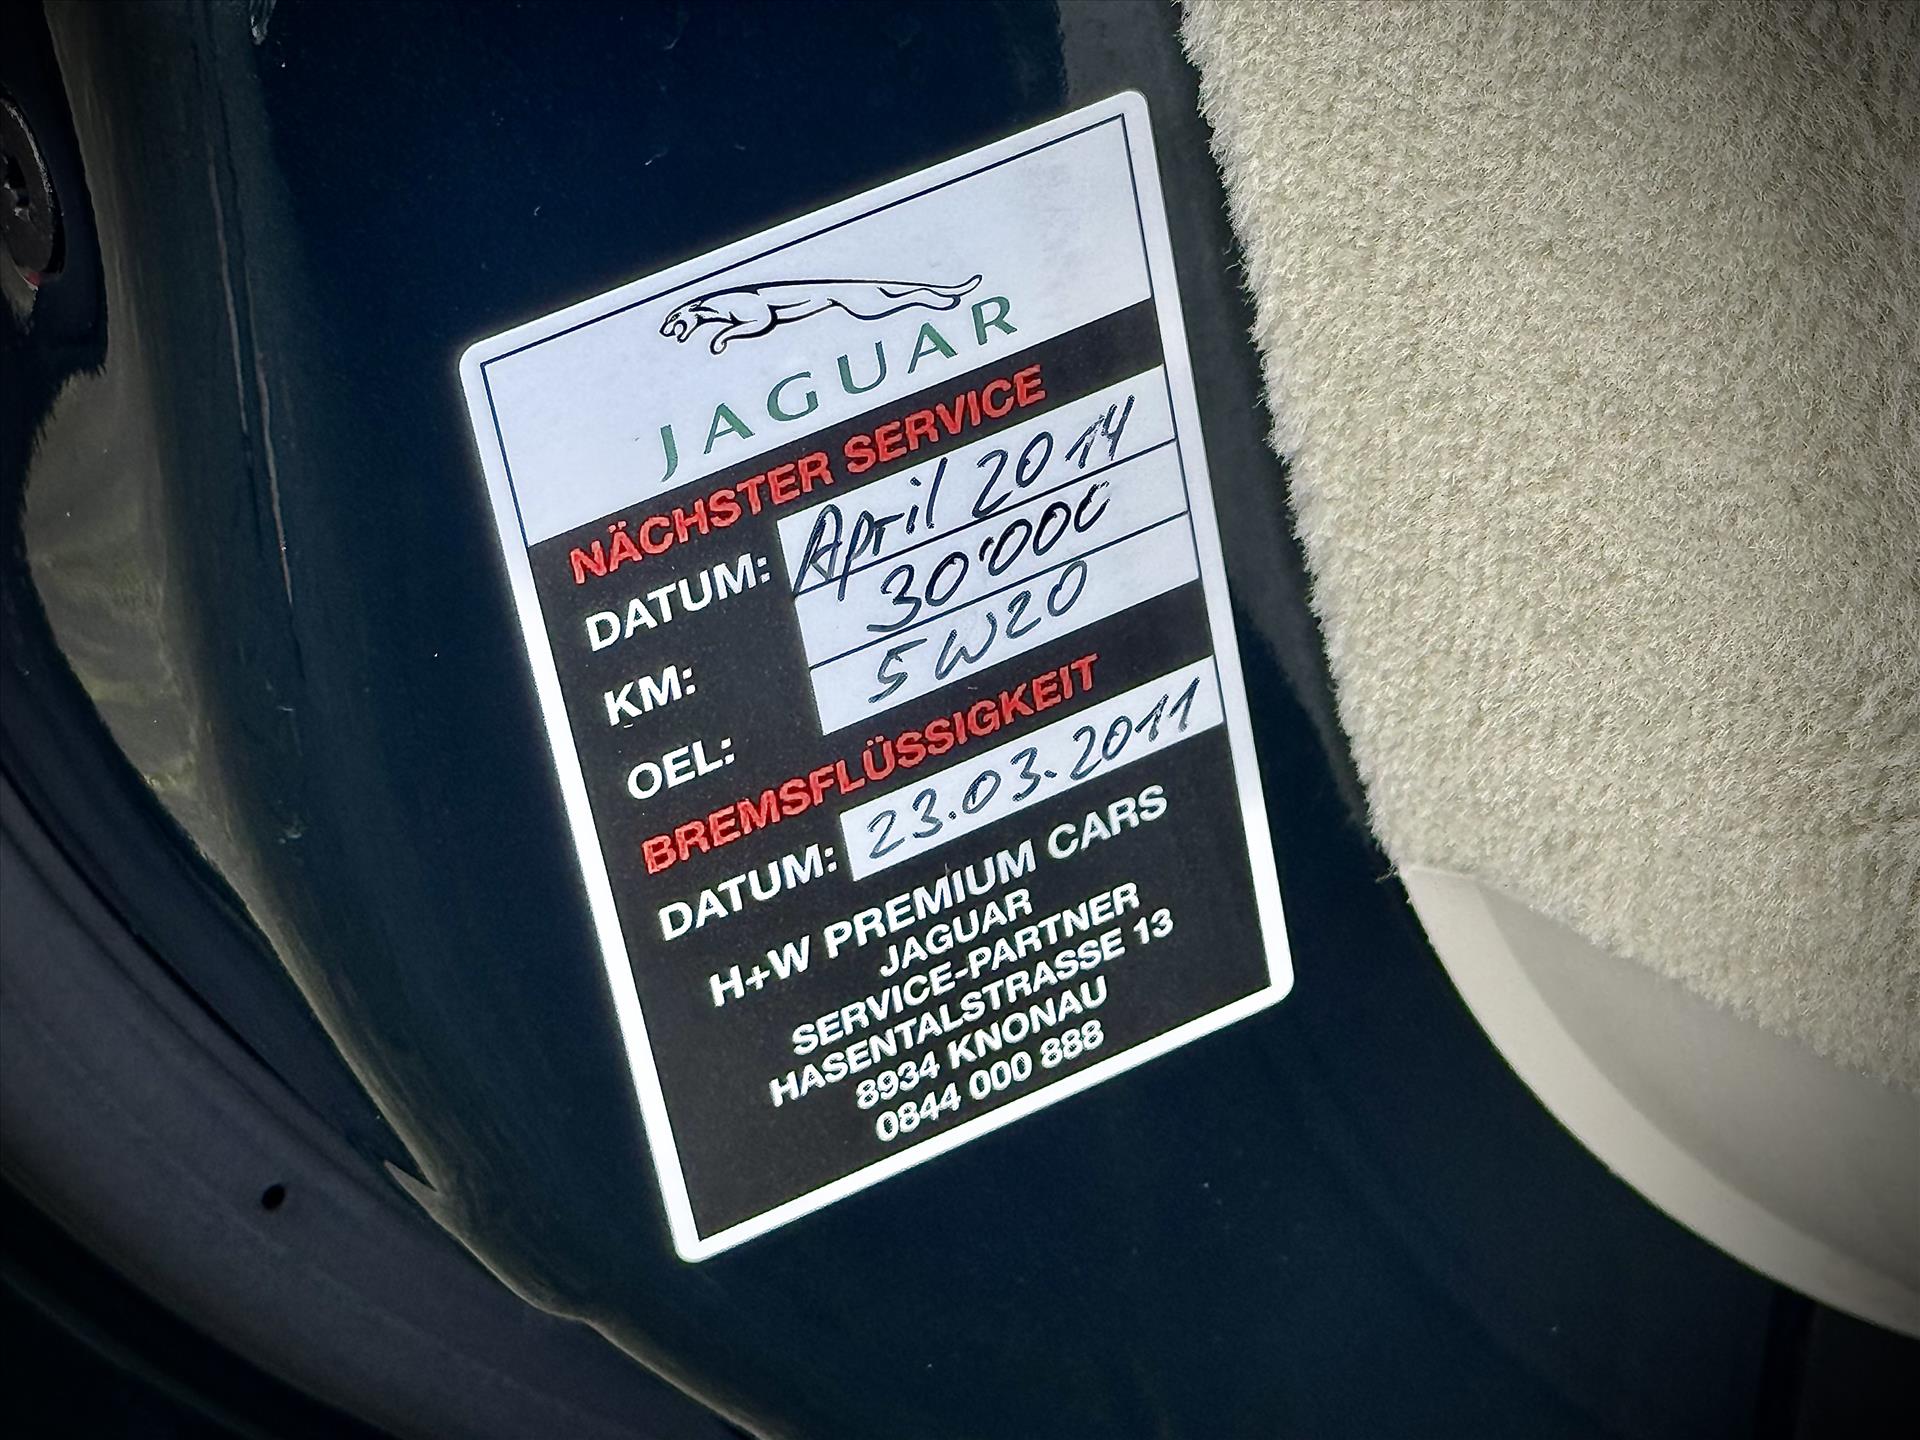 JAGUAR
NÄCHSTER SERVICE
DATUM: April 2014
KM: 30'000
OEL: 5W20
BREMSFLÜSSIGKEIT
DATUM: 23.03.2011
H+W PREMIUM CARS
JAGUAR
SERVICE-PARTNER
HASENTALSTRASSE 13
8934 KNONAU
0844 000 888